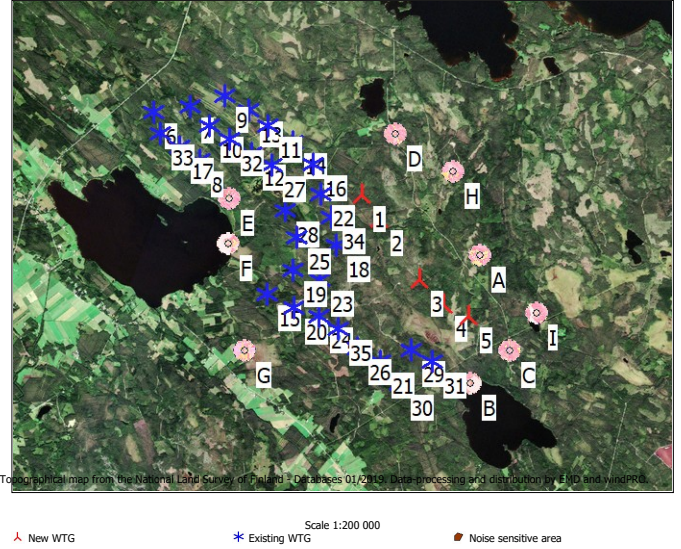 9
6
7
13
D
10
11
33
32
14
17
12
H
8
27
16
E
22
1
28
34
2
F
25
18
A
19
23
3
15
4
I
20
24
5
35
G
26
29
C
21
31
30
B
Topographical map from the National Land Survey of Finland - Databases 01/2019. Data-processing and distribution by EMD and windPRO.
Scale 1:200 000
New WTG
Existing WTG
Noise sensitive area